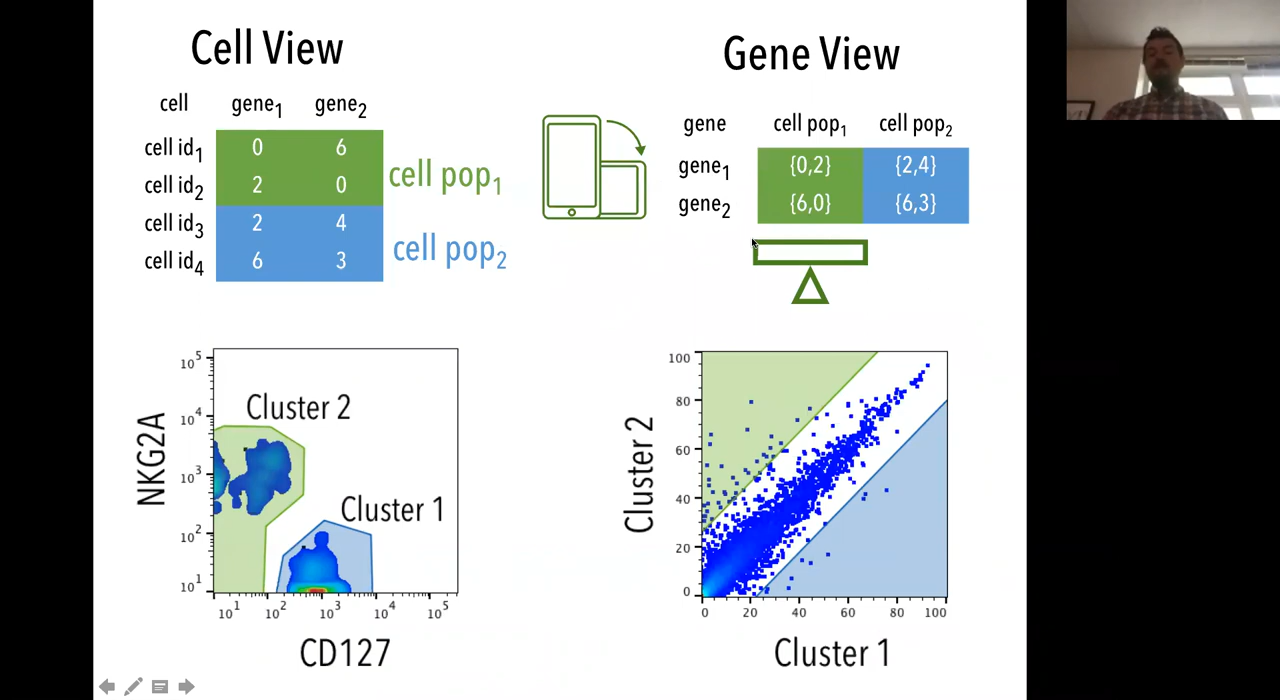 Cell View
cell gene₁ gene₂
cell id₁ 0 6
cell id₂ 2 0
cell id₃ 2 4
cell id₄ 6 3
cell pop₁
cell pop₂
Gene View
gene cell pop₁ cell pop₂
gene₁ {0,2} {2,4}
gene₂ {6,0} {6,3}
NKG2A
10⁵
10⁴
10³
10²
10¹
Cluster 2
Cluster 1
10¹ 10² 10³ 10⁴ 10⁵
CD127
Cluster 2
100
80
60
40
20
0
0 20 40 60 80 100
Cluster 1